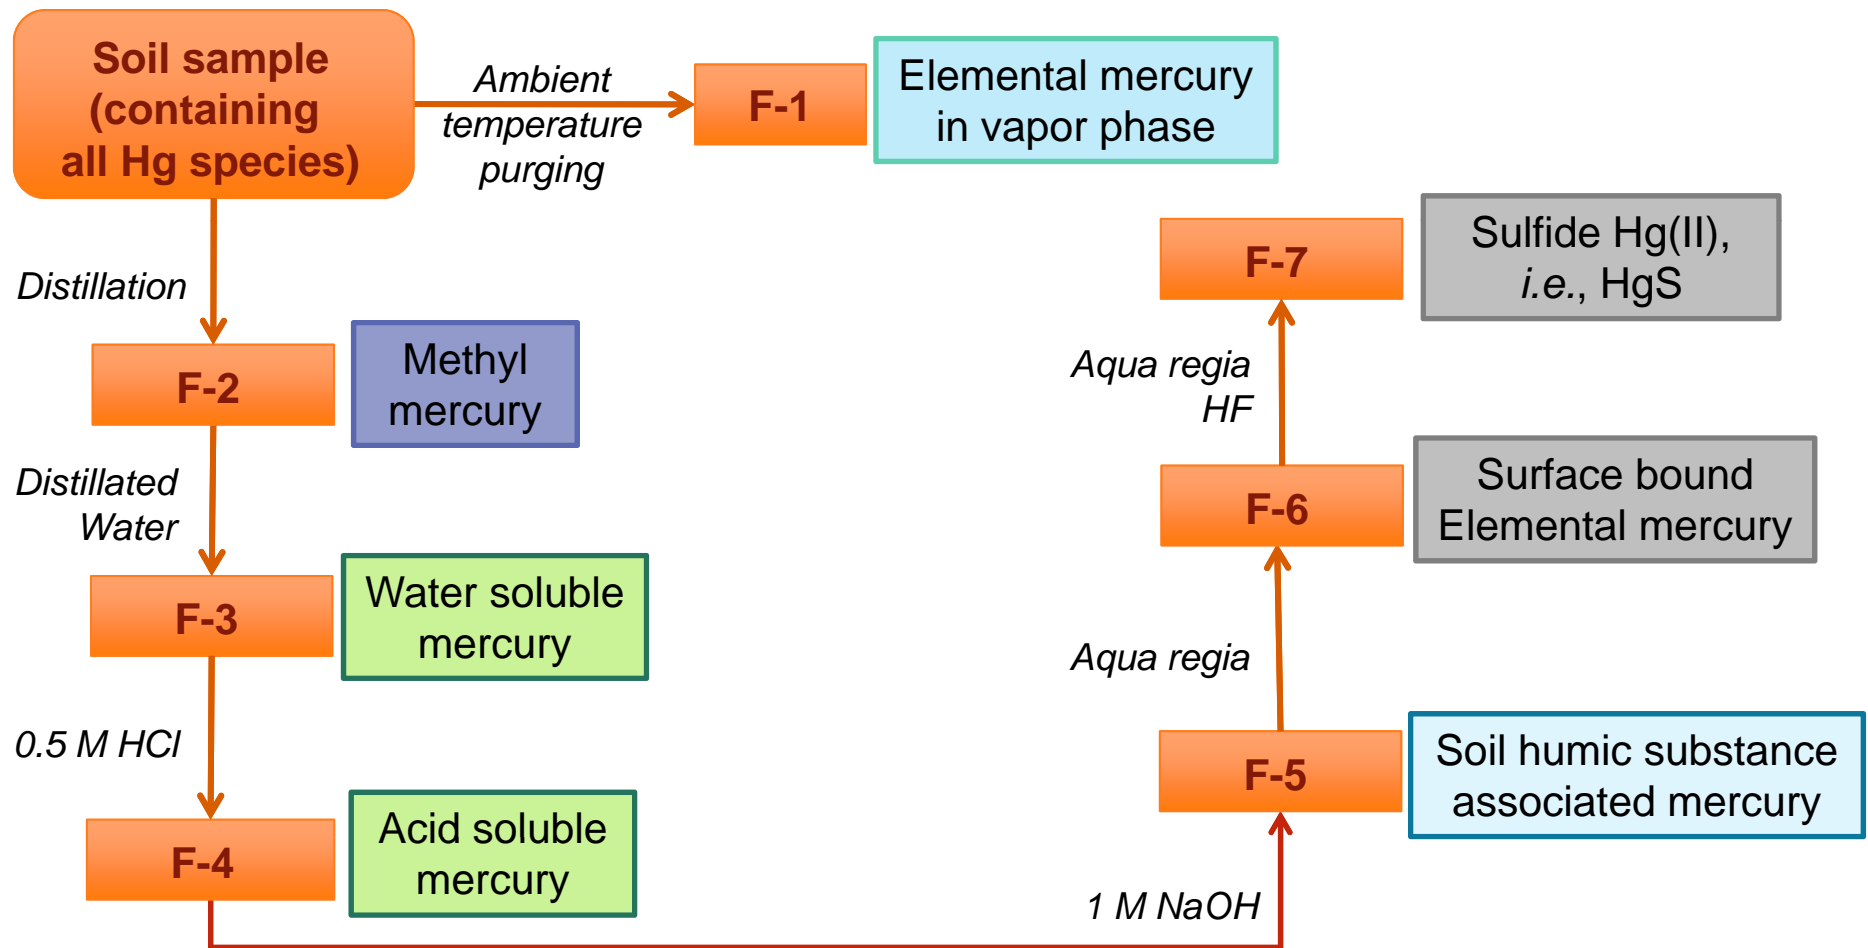 Soil sample
(containing
all Hg species)
Ambient
temperature
purging
F-1
Elemental mercury
in vapor phase
Distillation
F-2
Methyl
mercury
Distillated
Water
F-3
Water soluble
mercury
0.5 M HCl
F-4
Acid soluble
mercury
1 M NaOH
F-5
Soil humic substance
associated mercury
Aqua regia
F-6
Surface bound
Elemental mercury
Aqua regia
HF
F-7
Sulfide Hg(II),
i.e., HgS